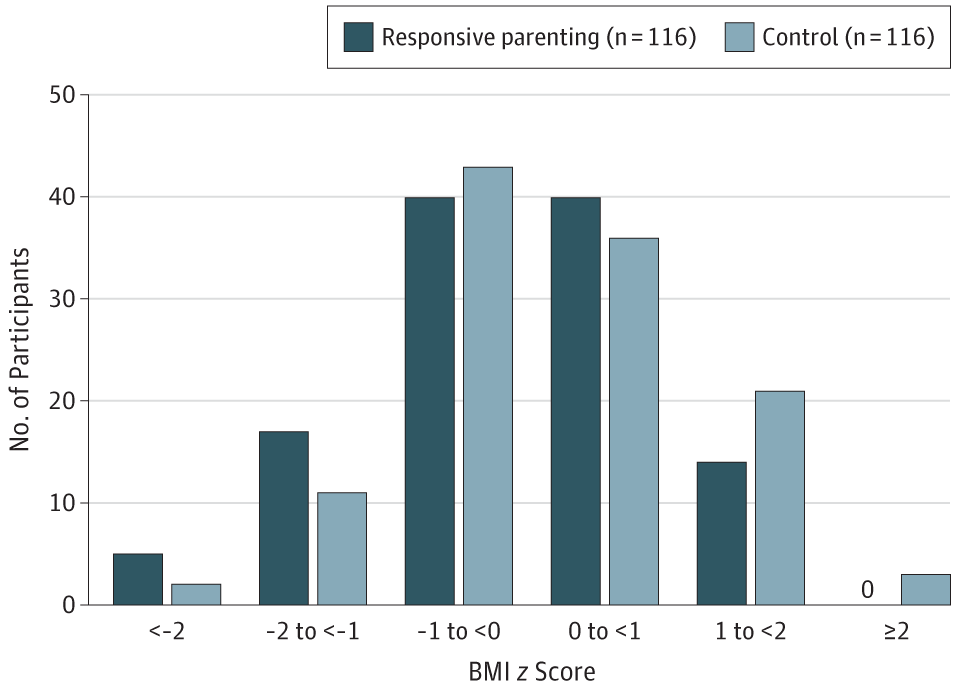 Responsive parenting (n = 116) Control (n = 116)
50
40
30
20
10
0
No. of Participants
0
<-2 -2 to <-1 -1 to <0 0 to <1 1 to <2 ≥2
BMI z Score